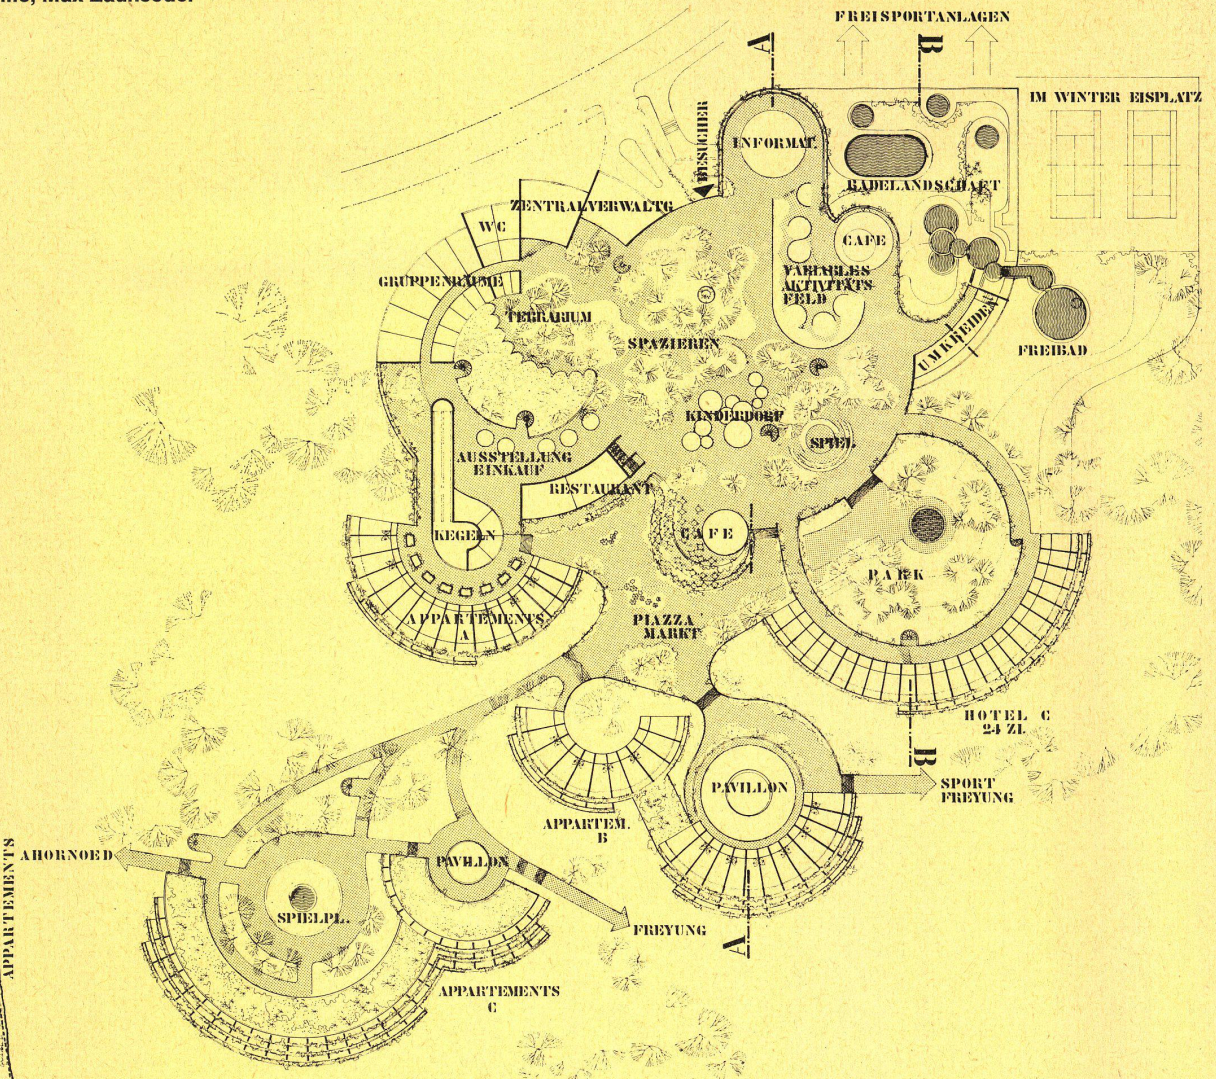 FREISPORTANLAGEN
A
B
IM WINTER EISPLATZ
BESUCHER
INFORMAT.
BADELANDSCHAFT
ZENTRALVERWALTG
WC
CAFE
GRUPPENRÄUME
VARIABLES
AKTIVITÄTS
FELD
TERRARIUM
SPAZIEREN
UMKLEIDEN
FREIBAD
KINDERDORF
SPIEL
AUSSTELLUNG
EINKAUF
RESTAURANT
KEGELN
CAFE
PARK
APPARTEMENTS
A
PIAZZA
MARKT
HOTEL C
24 ZI.
B
PAVILLON
SPORT
FREYUNG
APPARTEM.
B
AHORNOED
PAVILLON
SPIELPL.
FREYUNG
A
APPARTEMENTS
C
APPARTEMENTS